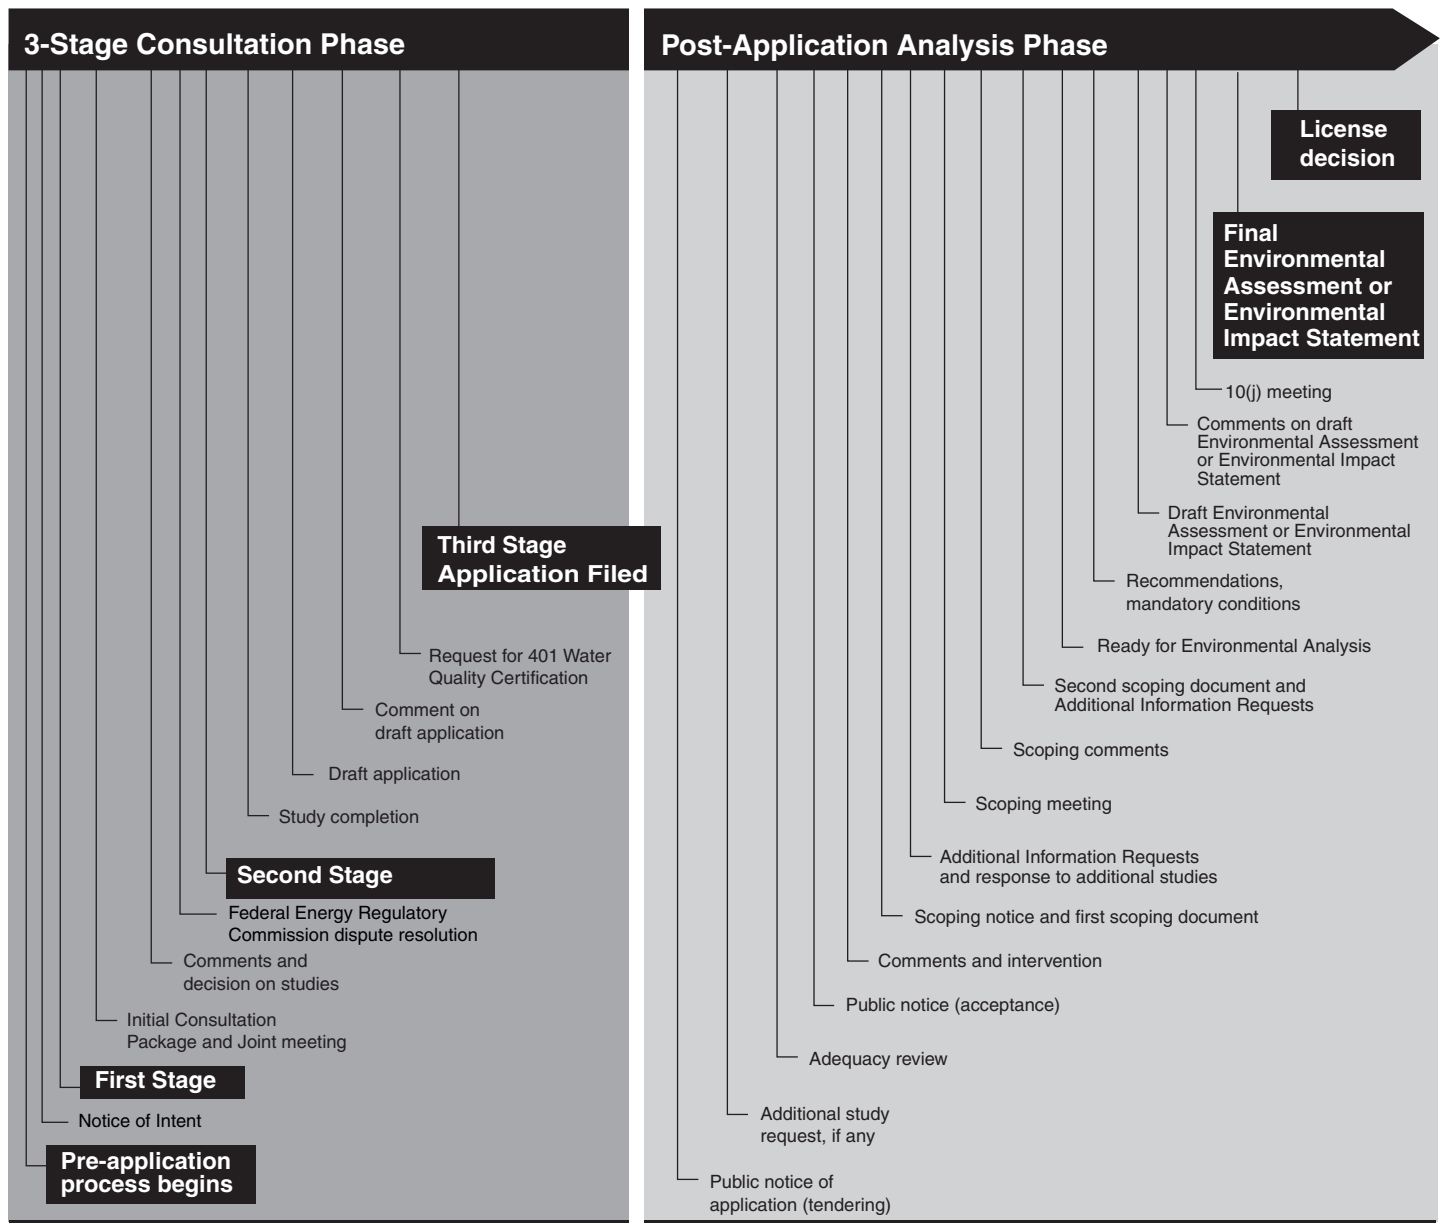 3-Stage Consultation Phase
Third Stage
Application Filed
Request for 401 Water
Quality Certification
Comment on
draft application
Draft application
Study completion
Second Stage
Federal Energy Regulatory
Commission dispute resolution
Comments and
decision on studies
Initial Consultation
Package and Joint meeting
First Stage
Notice of Intent
Pre-application
process begins
Post-Application Analysis Phase
License
decision
Final
Environmental
Assessment or
Environmental
Impact Statement
10(j) meeting
Comments on draft
Environmental Assessment
or Environmental Impact
Statement
Draft Environmental
Assessment or Environmental
Impact Statement
Recommendations,
mandatory conditions
Ready for Environmental Analysis
Second scoping document and
Additional Information Requests
Scoping comments
Scoping meeting
Additional Information Requests
and response to additional studies
Scoping notice and first scoping document
Comments and intervention
Public notice (acceptance)
Adequacy review
Additional study
request, if any
Public notice of
application (tendering)